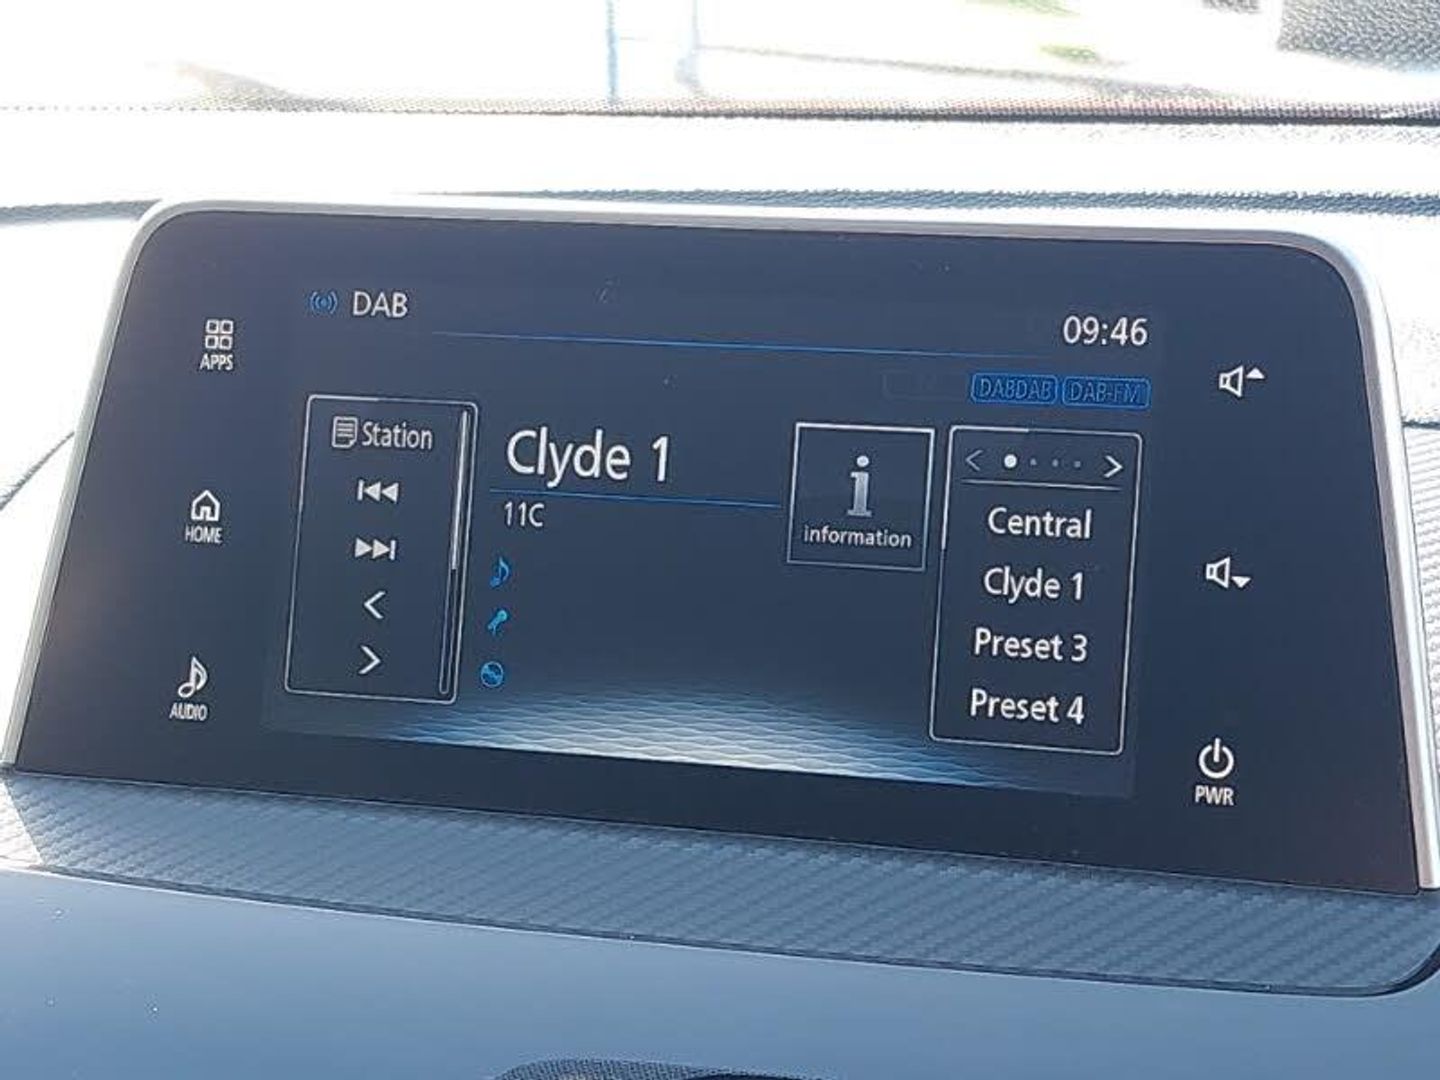 DAB
09:46
APPS
DABDAB DAB-FM
Station
Clyde 1
11C
information
Central
Clyde 1
Preset 3
Preset 4
HOME
AUDIO
PWR